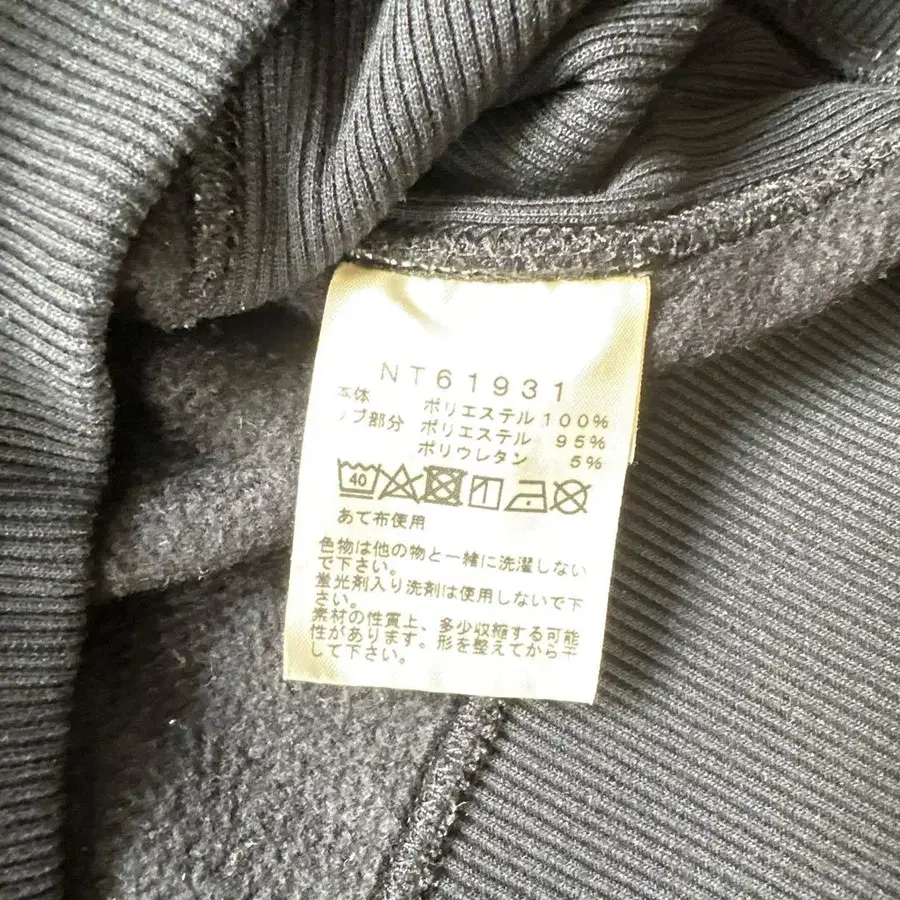 NT61931
本体 ポリエステル 100%
リブ部分 ポリエステル 95%
ポリウレタン 5%
40
あて布使用
色物は他の物と一緒に洗濯しない
で下さい。
蛍光剤入り洗剤は使用しないで下
さい。
素材の性質上、多少収縮する可能
性があります。形を整えてから干
して下さい。